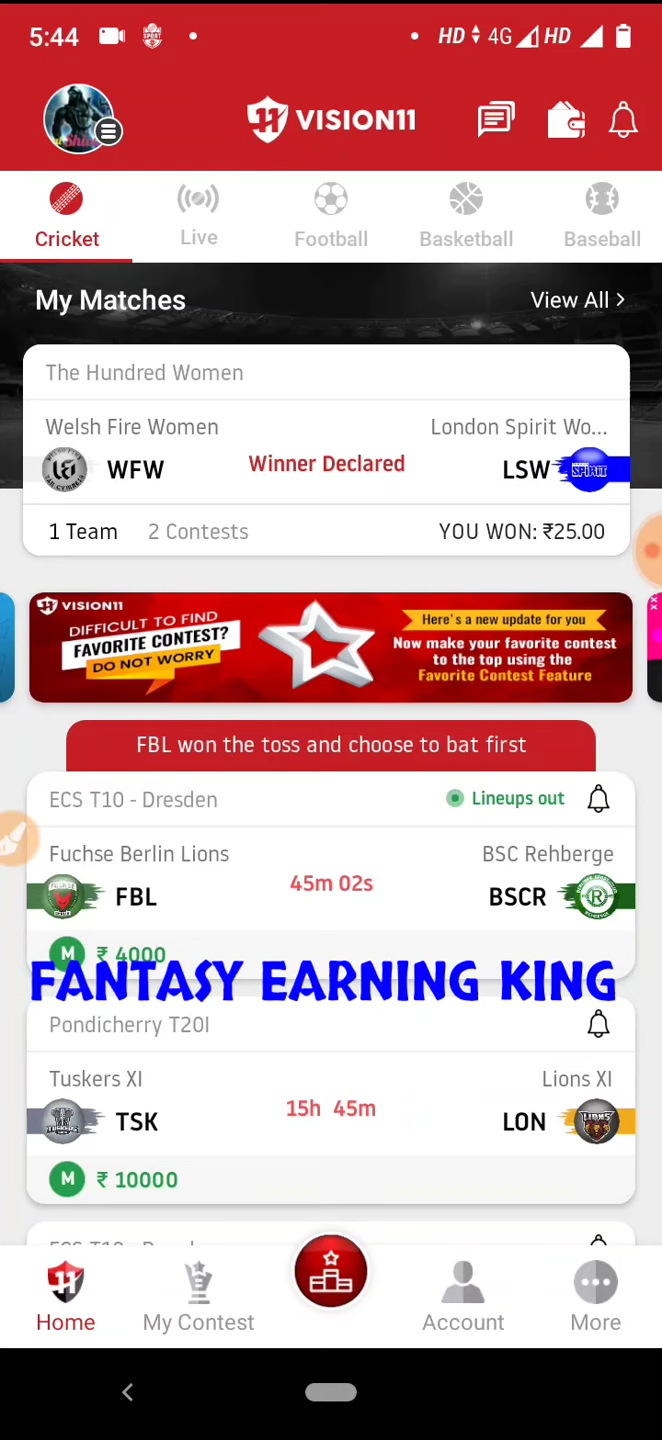 5:44 HD 4G HD
VISION11
Cricket Live Football Basketball Baseball
My Matches View All >
The Hundred Women
Welsh Fire Women London Spirit Wo...
WFW Winner Declared LSW SPIRIT
1 Team 2 Contests YOU WON: ₹25.00
VISION11
DIFFICULT TO FIND
FAVORITE CONTEST?
DO NOT WORRY
Here's a new update for you
Now make your favorite contest
to the top using the
Favorite Contest Feature
FBL won the toss and choose to bat first
ECS T10 - Dresden Lineups out
Fuchse Berlin Lions BSC Rehberge
FBL 45m 02s BSCR
M ₹ 4000
FANTASY EARNING KING
Pondicherry T20I
Tuskers XI Lions XI
TSK 15h 45m LON
M ₹ 10000
Home My Contest Account More